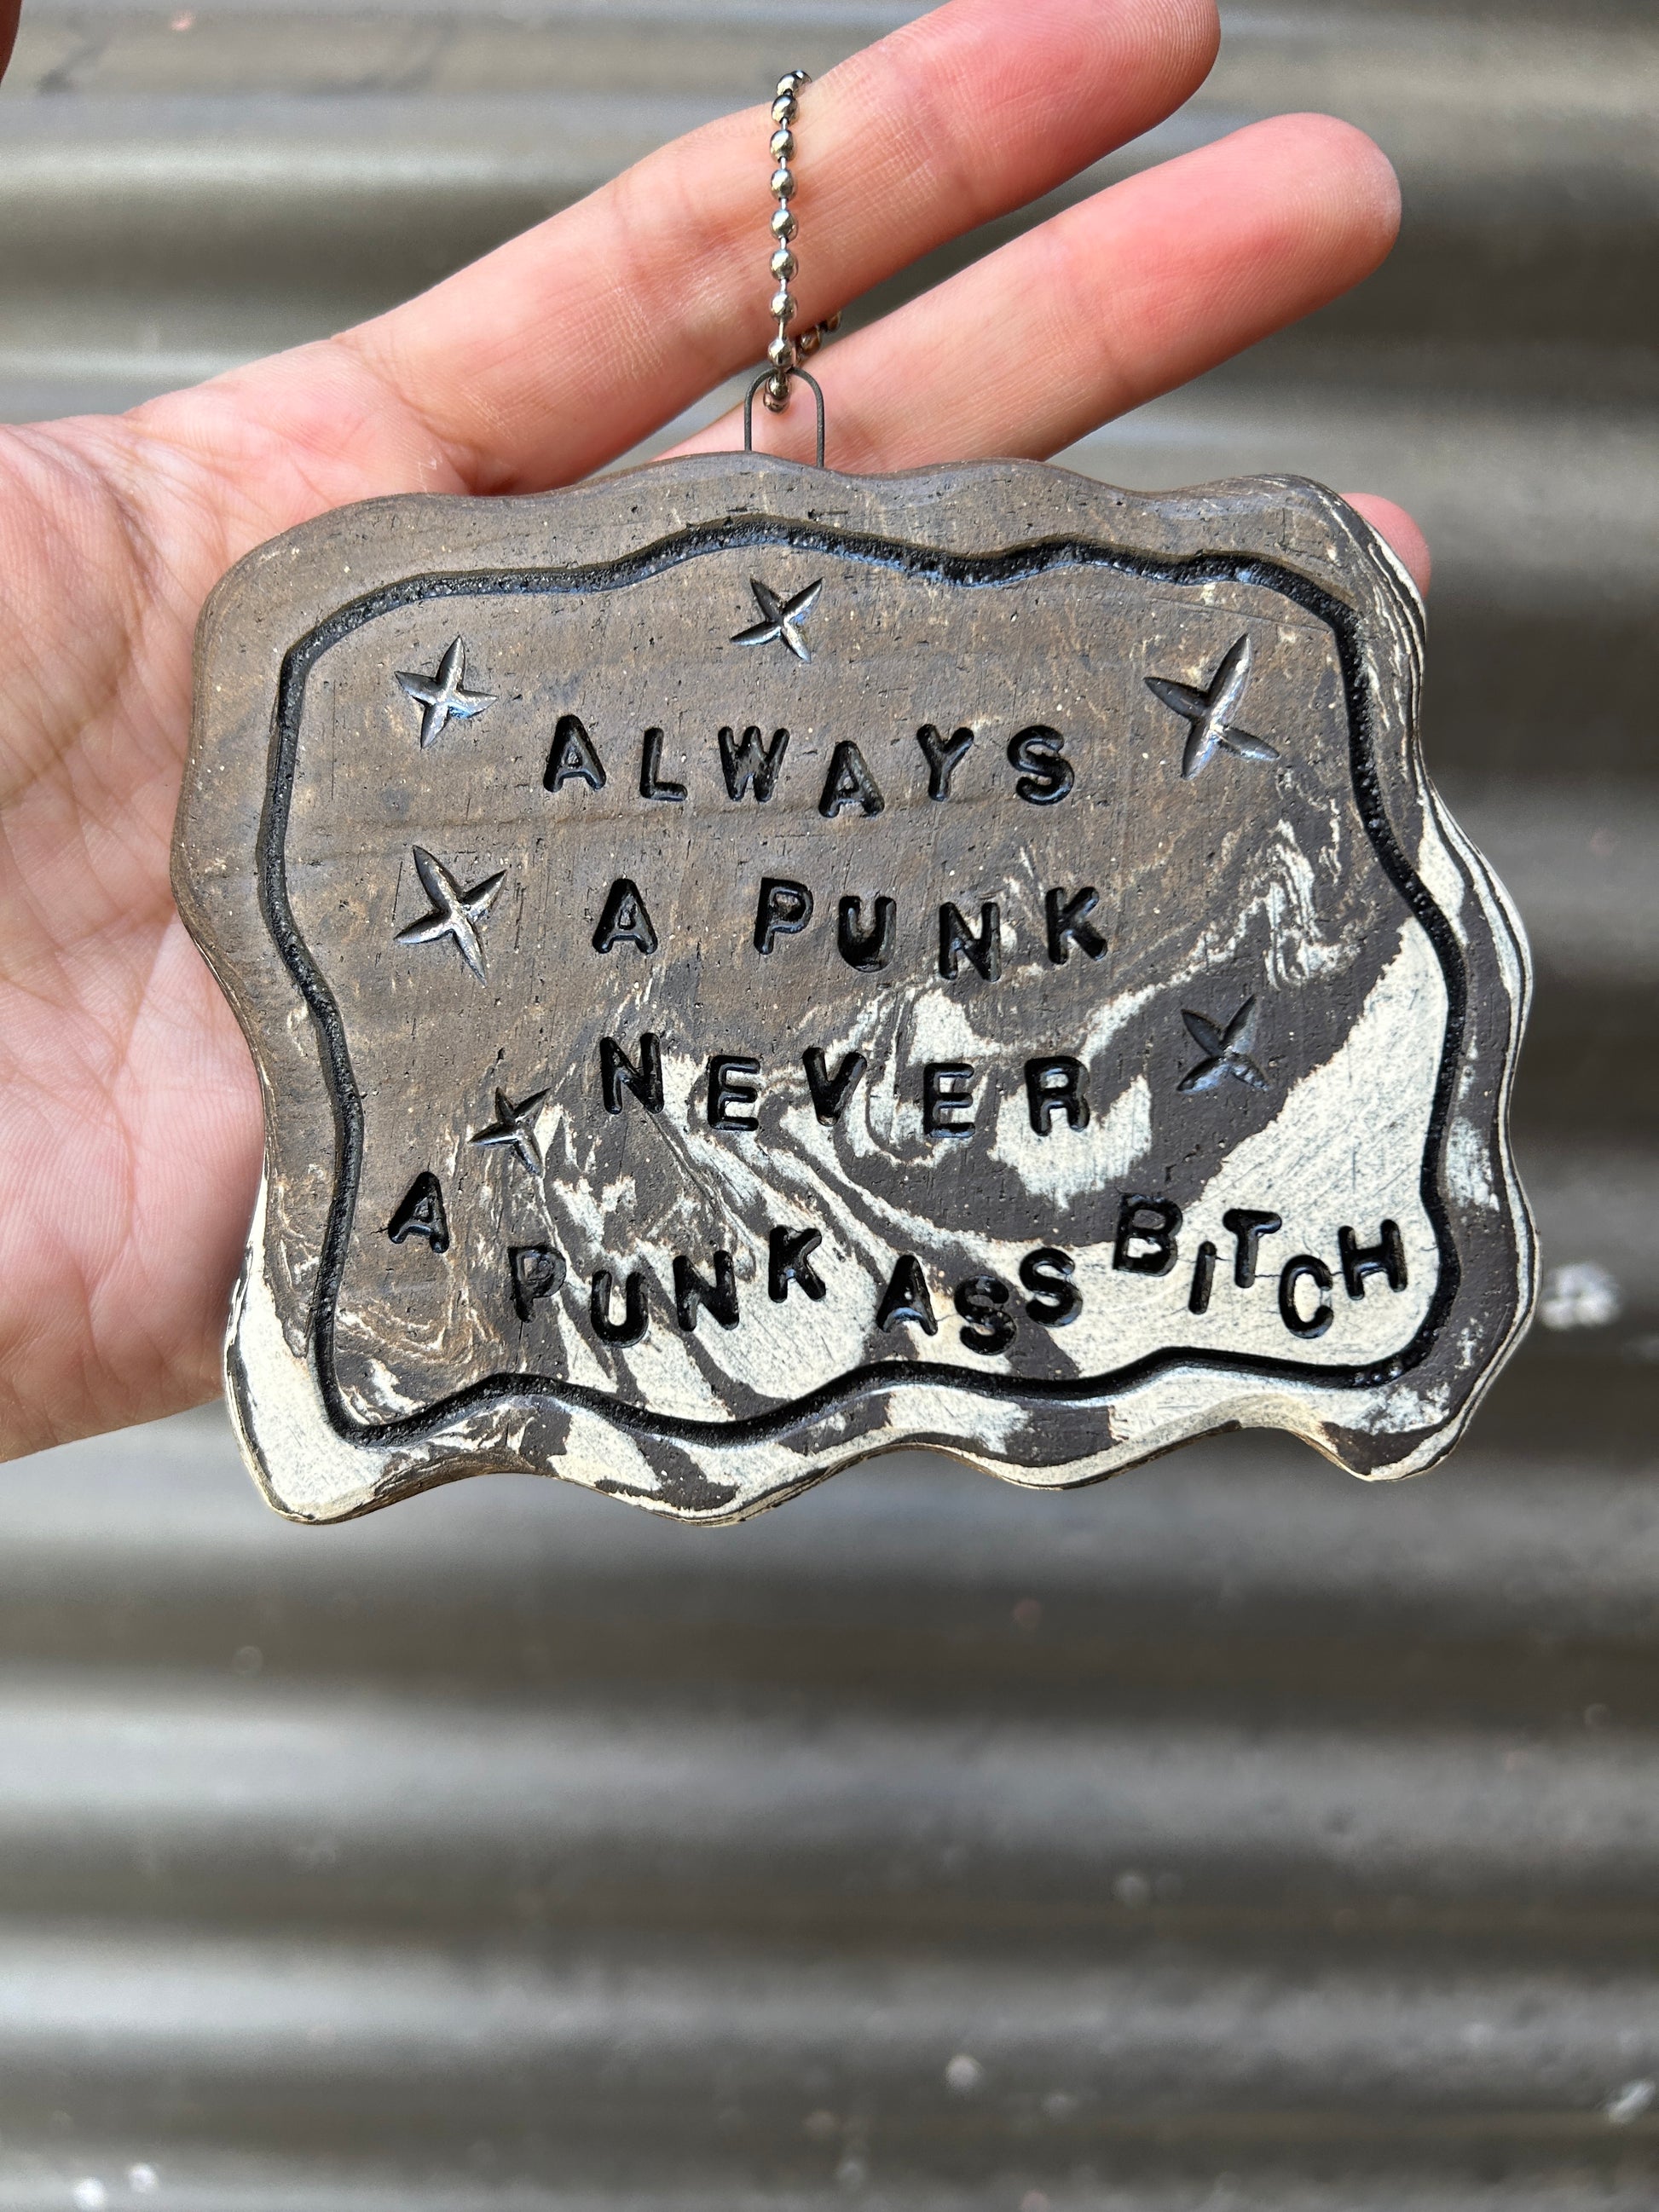 ALWAYS
A PUNK
NEVER
A PUNK ASS BITCH